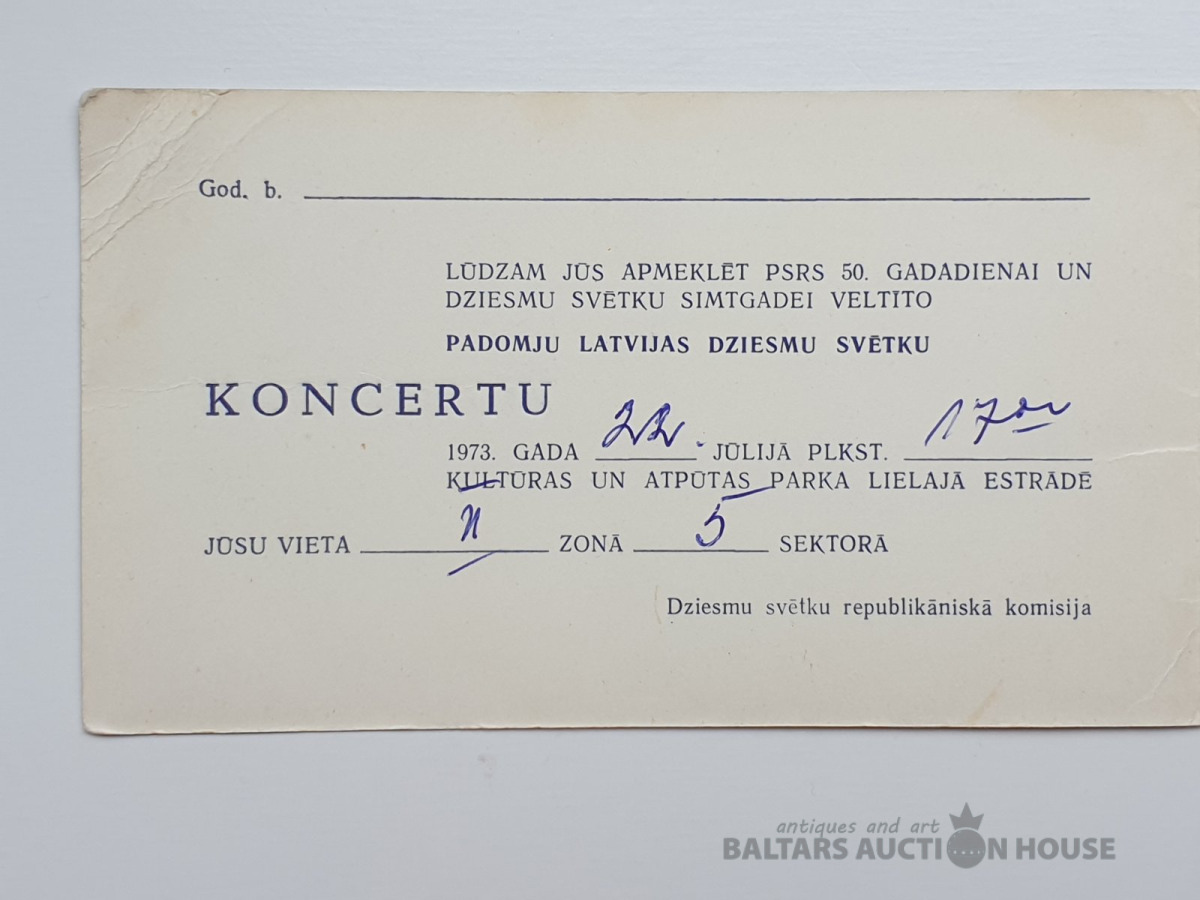 God. b.
LŪDZAM JŪS APMEKLĒT PSRS 50. GADADIENAI UN
DZIESMU SVĒTKU SIMTGADEI VELTĪTO
PADOMJU LATVIJAS DZIESMU SVĒTKU
KONCERTU
1973. GADA 22. JŪLIJĀ PLKST. 17
KULTŪRAS UN ATPŪTAS PARKA LIELAJĀ ESTRĀDĒ
JŪSU VIETA ZONĀ 5 SEKTORĀ
Dziesmu svētku republikāniskā komisija
antiques and art
BALTARS AUCTION HOUSE